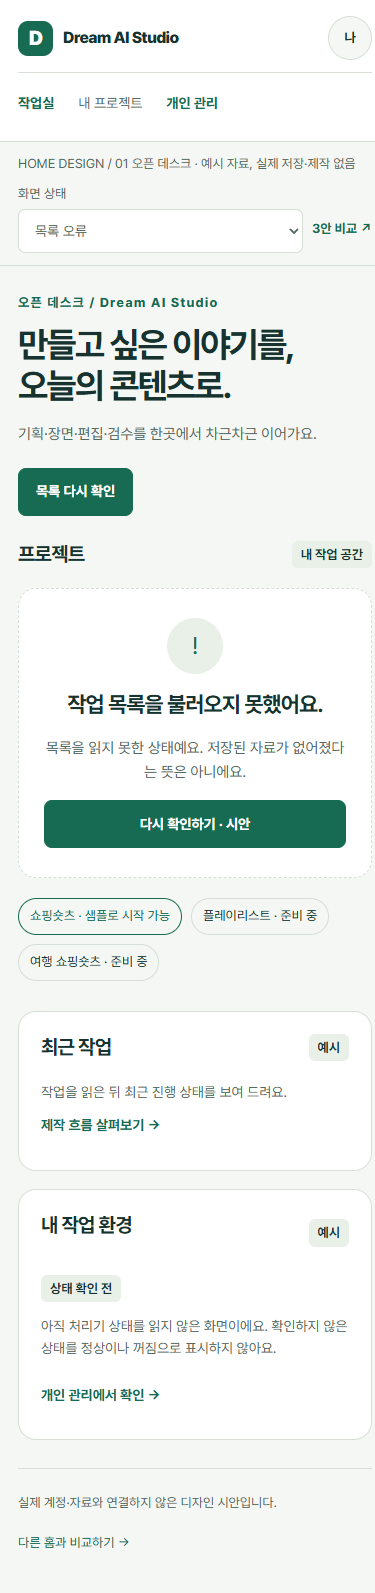 D Dream AI Studio 나
작업실 내 프로젝트 개인 관리
HOME DESIGN / 01 오픈 데스크 · 예시 자료, 실제 저장·제작 없음
화면 상태
목록 오류 3안 비교 ↗
오픈 데스크 / Dream AI Studio
만들고 싶은 이야기를,
오늘의 콘텐츠로.
기획·장면·편집·검수를 한곳에서 차근차근 이어가요.
목록 다시 확인
프로젝트 내 작업 공간
!
작업 목록을 불러오지 못했어요.
목록을 읽지 못한 상태예요. 저장된 자료가 없어졌다
는 뜻은 아니에요.
다시 확인하기 · 시안
쇼핑숏츠 · 샘플로 시작 가능 플레이리스트 · 준비 중
여행 쇼핑숏츠 · 준비 중
최근 작업 예시
작업을 읽은 뒤 최근 진행 상태를 보여 드려요.
제작 흐름 살펴보기 →
내 작업 환경 예시
상태 확인 전
아직 처리기 상태를 읽지 않은 화면이에요. 확인하지 않은
상태를 정상이나 꺼짐으로 표시하지 않아요.
개인 관리에서 확인 →
실제 계정·자료와 연결하지 않은 디자인 시안입니다.
다른 홈과 비교하기 →